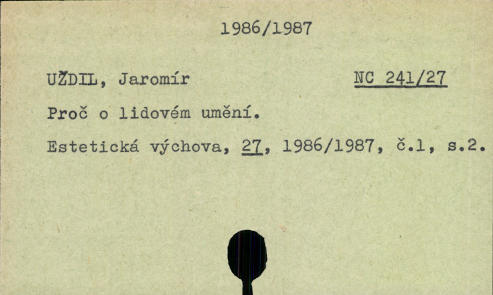 1986/1987
UŽDIL, Jaromír NC 241/27
Proč o lidovém umění.
Estetická výchova, 27, 1986/1987, č.1, s.2.